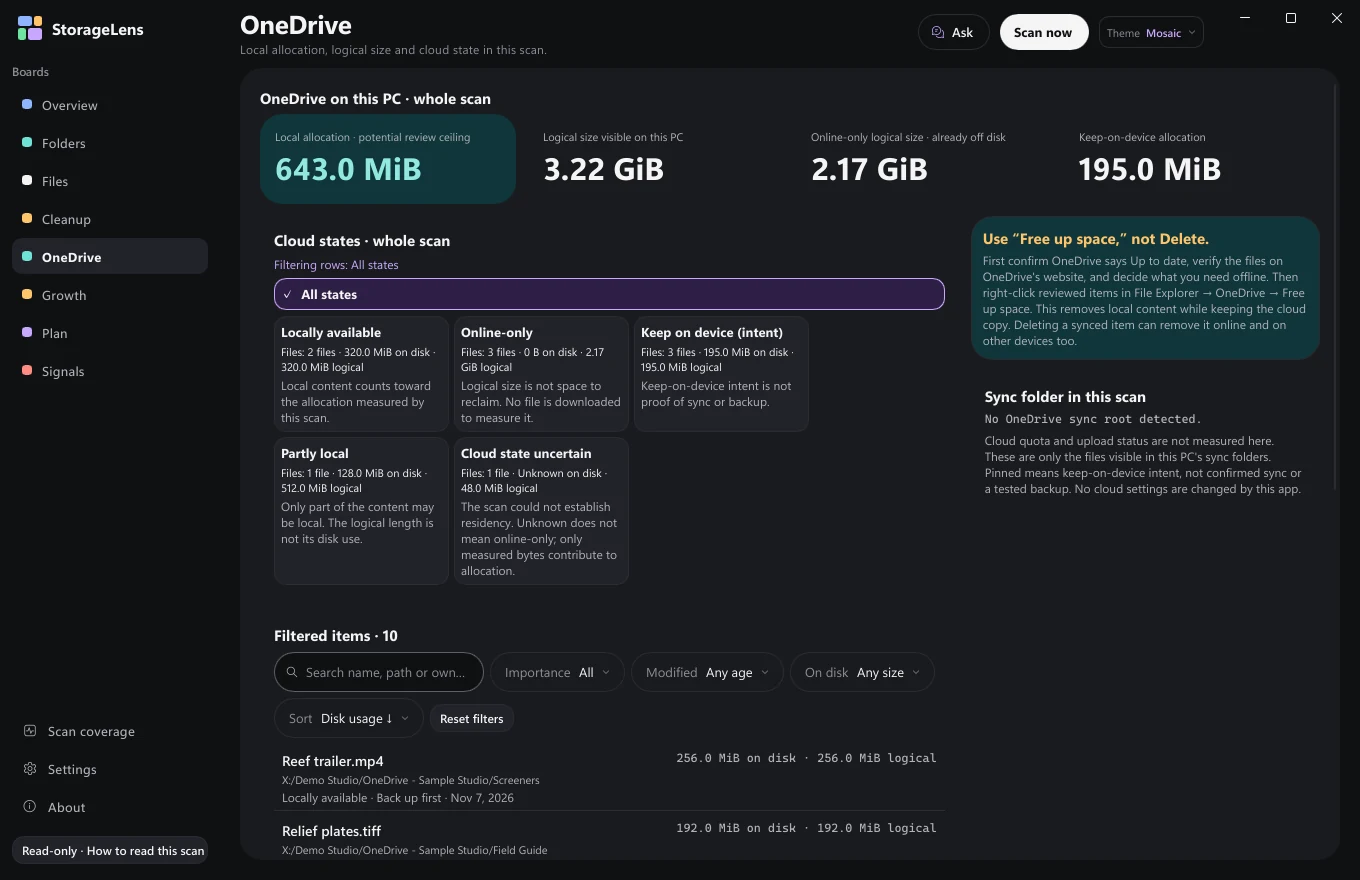 StorageLens
Boards
Overview
Folders
Files
Cleanup
OneDrive
Growth
Plan
Signals
Scan coverage
Settings
About
Read-only · How to read this scan
OneDrive
Local allocation, logical size and cloud state in this scan.
Ask
Scan now
Theme Mosaic
OneDrive on this PC · whole scan
Local allocation · potential review ceiling
643.0 MiB
Logical size visible on this PC
3.22 GiB
Online-only logical size · already off disk
2.17 GiB
Keep-on-device allocation
195.0 MiB
Cloud states · whole scan
Filtering rows: All states
✓ All states
Locally available
Files: 2 files · 320.0 MiB on disk ·
320.0 MiB logical
Local content counts toward
the allocation measured by
this scan.
Online-only
Files: 3 files · 0 B on disk · 2.17
GiB logical
Logical size is not space to
reclaim. No file is downloaded
to measure it.
Keep on device (intent)
Files: 3 files · 195.0 MiB on disk ·
195.0 MiB logical
Keep-on-device intent is not
proof of sync or backup.
Partly local
Files: 1 file · 128.0 MiB on disk ·
512.0 MiB logical
Only part of the content may
be local. The logical length is
not its disk use.
Cloud state uncertain
Files: 1 file · Unknown on disk ·
48.0 MiB logical
The scan could not establish
residency. Unknown does not
mean online-only; only
measured bytes contribute to
allocation.
Use “Free up space,” not Delete.
First confirm OneDrive says Up to date, verify the files on
OneDrive's website, and decide what you need offline. Then
right-click reviewed items in File Explorer → OneDrive → Free
up space. This removes local content while keeping the cloud
copy. Deleting a synced item can remove it online and on
other devices too.
Sync folder in this scan
No OneDrive sync root detected.
Cloud quota and upload status are not measured here.
These are only the files visible in this PC's sync folders.
Pinned means keep-on-device intent, not confirmed sync or
a tested backup. No cloud settings are changed by this app.
Filtered items · 10
Search name, path or own...
Importance All
Modified Any age
On disk Any size
Sort Disk usage ↓
Reset filters
Reef trailer.mp4
256.0 MiB on disk · 256.0 MiB logical
X:/Demo Studio/OneDrive - Sample Studio/Screeners
Locally available · Back up first · Nov 7, 2026
Relief plates.tiff
192.0 MiB on disk · 192.0 MiB logical
X:/Demo Studio/OneDrive - Sample Studio/Field Guide